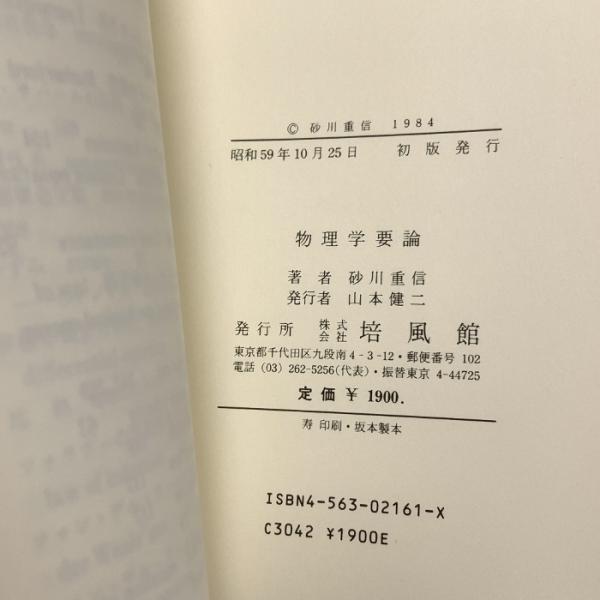 © 砂川重信 1984
昭和59年10月25日 初版発行
物理学要論
著者 砂川重信
発行者 山本健二
発行所 株式会社 培風館
東京都千代田区九段南4-3-12・郵便番号 102
電話(03)262-5256(代表)・振替東京 4-44725
定価￥1900.
寿 印刷・坂本製本
ISBN4-563-02161-X
C3042 ¥1900E